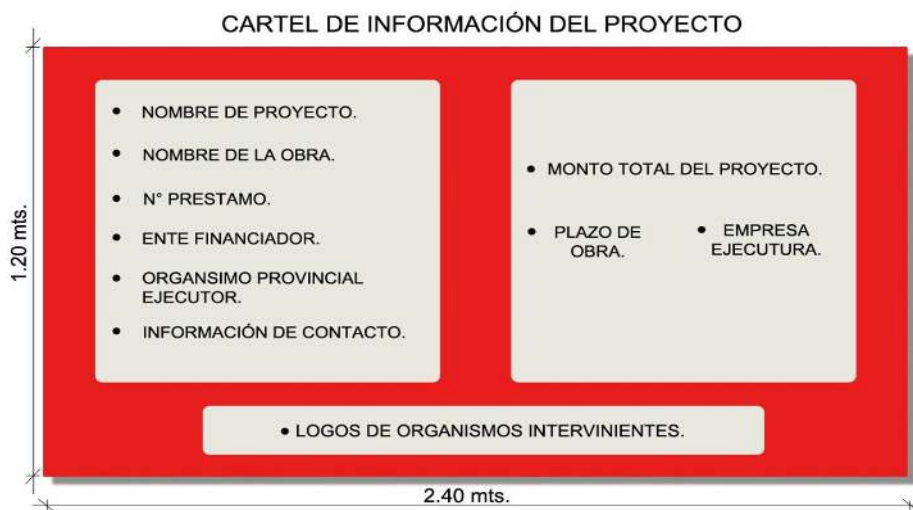 CARTEL DE INFORMACIÓN DEL PROYECTO
• NOMBRE DE PROYECTO.
• NOMBRE DE LA OBRA.
• N° PRESTAMO.
• ENTE FINANCIADOR.
• ORGANSIMO PROVINCIAL
EJECUTOR.
• INFORMACIÓN DE CONTACTO.
• MONTO TOTAL DEL PROYECTO.
• PLAZO DE
OBRA.
• EMPRESA
EJECUTURA.
• LOGOS DE ORGANISMOS INTERVINIENTES.
1.20 mts.
2.40 mts.